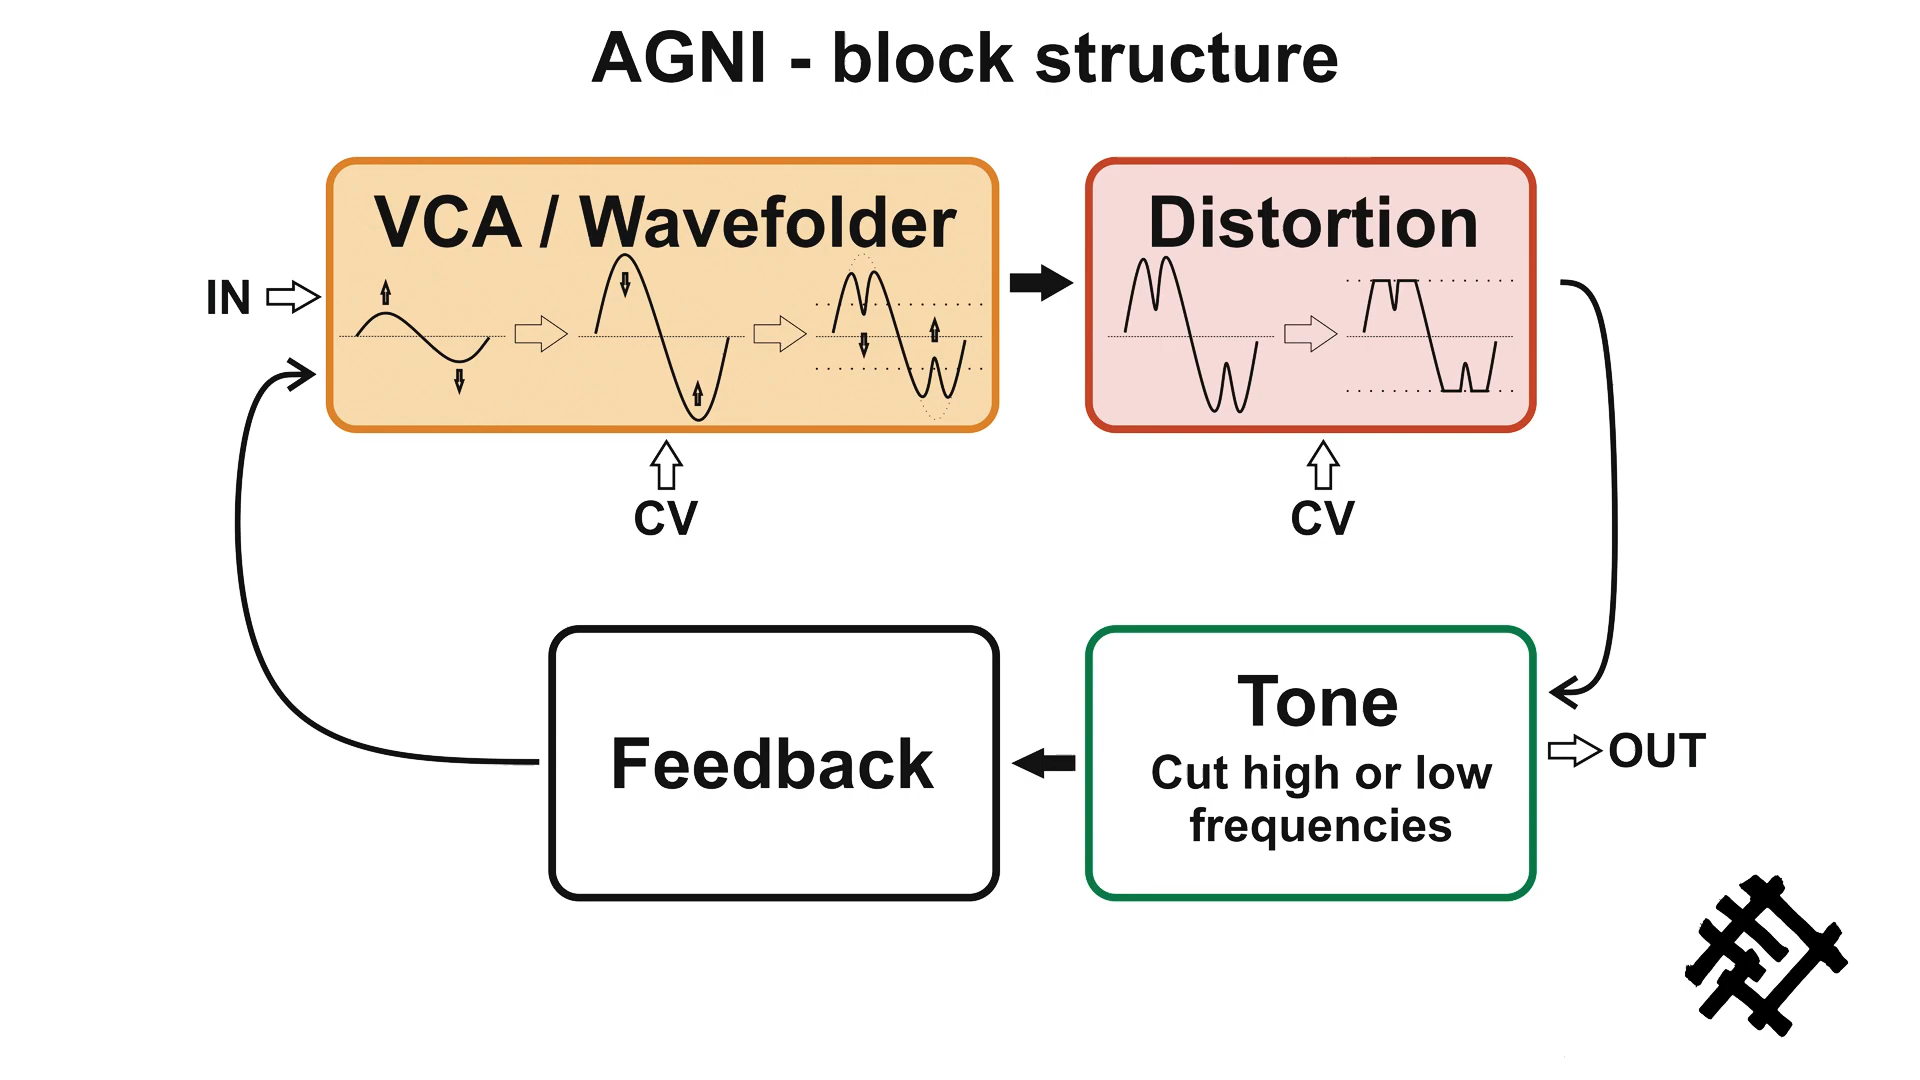 AGNI - block structure
VCA / Wavefolder
Distortion
IN
CV
CV
Feedback
Tone
Cut high or low
frequencies
OUT